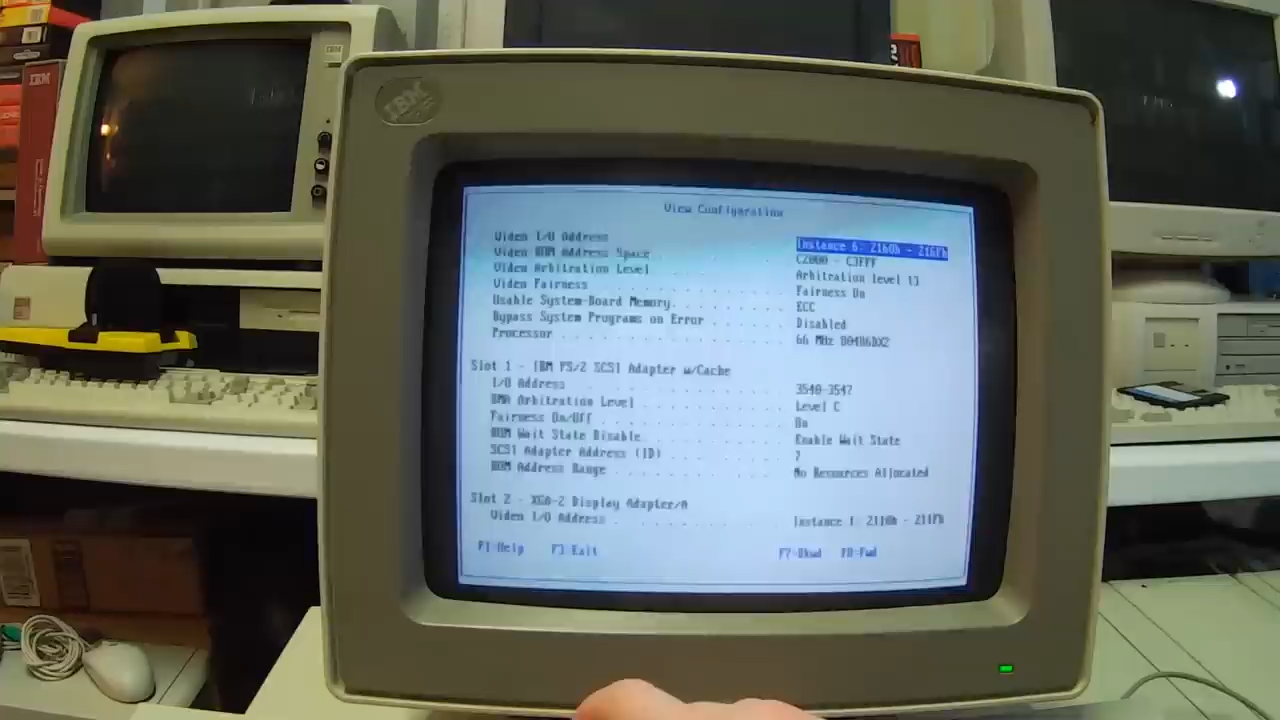 IBM
IBM
IBM
View Configuration
Video I/O Address
Instance 6: 2160h - 216Fh
Video ROM Address Space . . C2000 - C3FFF
Video Arbitration Level . . . . . . . . Arbitration level 13
Video Fairness . . . . . . . . . . . . Fairness On
Usable System-Board Memory. . . . . . . ECC
Bypass System Programs on Error . . . . . . Disabled
Processor . . . . . . . . . . . . . . 66 MHz 80486DX2
Slot 1 - IBM PS/2 SCSI Adapter w/Cache
I/O Address . . . . . . . . . . . . . 3540-3547
DMA Arbitration Level . . . . . . . . . Level C
Fairness On/Off . . . . . . . . . . . . On
ROM Wait State Disable. . . . . . . . . Enable Wait State
SCSI Adapter Address (ID) . . . . . . . . 7
ROM Address Range . . . . . . . . . . . No Resources Allocated
Slot 2 - XGA-2 Display Adapter/A
Video I/O Address . . . . . . . . . . . Instance 1: 2110h - 211Fh
F1=Help F3=Exit F7=Bkwd F8=Fwd